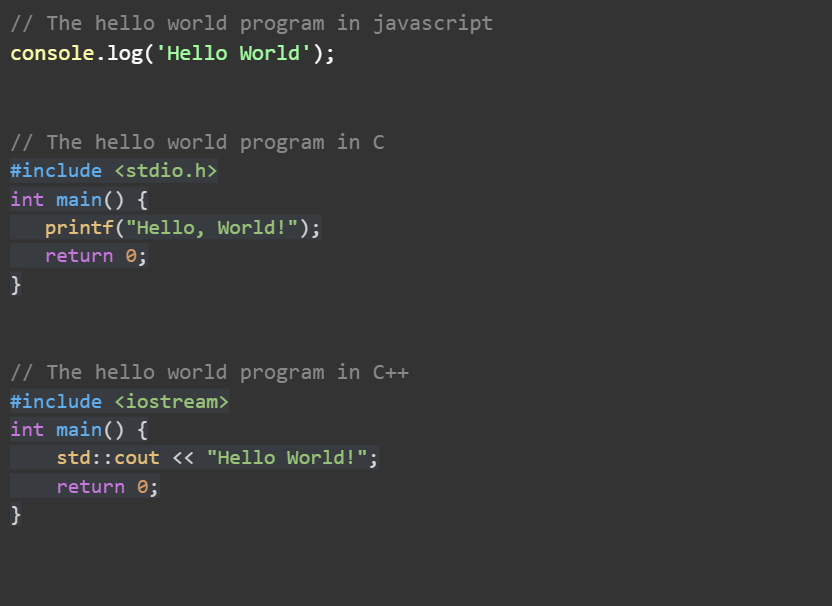 // The hello world program in javascript
console.log('Hello World');
// The hello world program in C
#include <stdio.h>
int main() {
   printf("Hello, World!");
   return 0;
}
// The hello world program in C++
#include <iostream>
int main() {
    std::cout << "Hello World!";
    return 0;
}